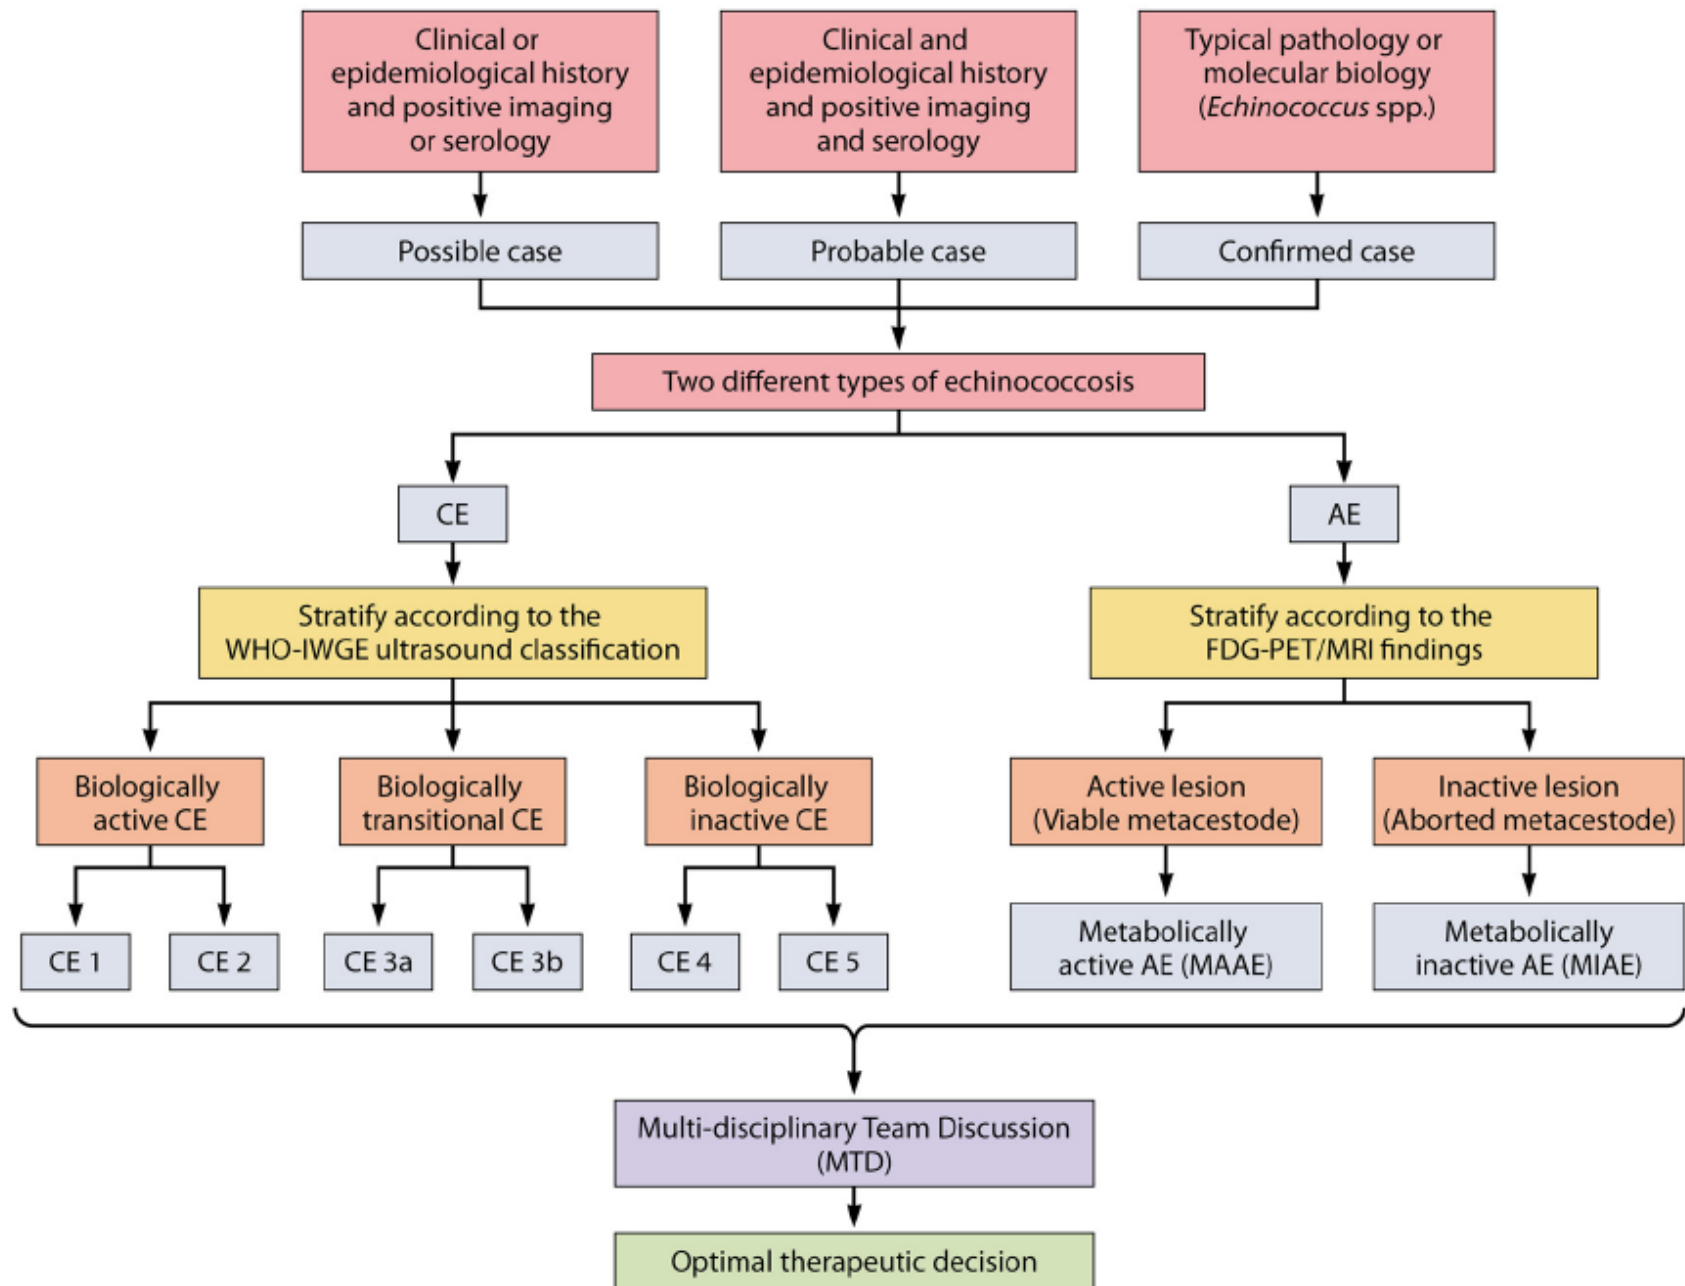 Clinical or
epidemiological history
and positive imaging
or serology
Clinical and
epidemiological history
and positive imaging
and serology
Typical pathology or
molecular biology
(Echinococcus spp.)
Possible case
Probable case
Confirmed case
Two different types of echinococcosis
CE
AE
Stratify according to the
WHO-IWGE ultrasound classification
Stratify according to the
FDG-PET/MRI findings
Biologically
active CE
Biologically
transitional CE
Biologically
inactive CE
Active lesion
(Viable metacestode)
Inactive lesion
(Aborted metacestode)
CE 1
CE 2
CE 3a
CE 3b
CE 4
CE 5
Metabolically
active AE (MAAE)
Metabolically
inactive AE (MIAE)
Multi-disciplinary Team Discussion
(MTD)
Optimal therapeutic decision